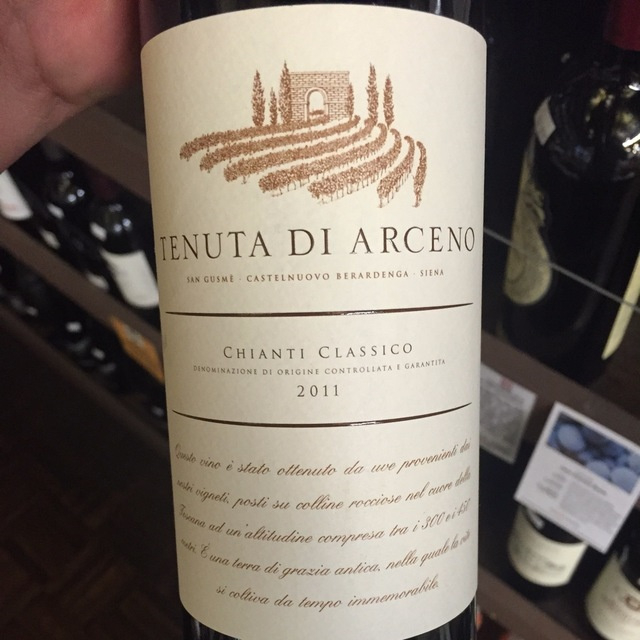 TENUTA DI ARCENO
SAN GUSMÈ · CASTELNUOVO BERARDENGA · SIENA
CHIANTI CLASSICO
DENOMINAZIONE DI ORIGINE CONTROLLATA E GARANTITA
2011
Questo vino è stato ottenuto da uve provenienti dai
nostri vigneti, posti su colline rocciose nel cuore della
Toscana ad un'altitudine compresa tra i 300 e i 450
metri. È una terra di grazia antica, nella quale la vite
si coltiva da tempo immemorabile.